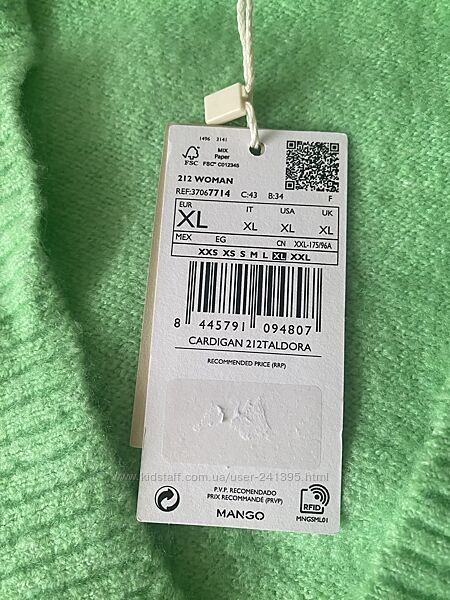 1496 3141
FSC
MIX
Paper
FSC® C012345
212 WOMAN
REF:37067714 C:43 B:34 F
EUR XL
IT XL
USA XL
UK XL
MEX EG CN XXL-175/96A
XXS XS S M L XL XXL
8 445791 094807
CARDIGAN 212TALDORA
RECOMMENDED PRICE (RRP)
www.kidstaff.com.ua/user-241395.html
P.V.P. RECOMENDADO
PRIX RECOMMANDÉ (PRVP)
MANGO
RFID
MNGSML01